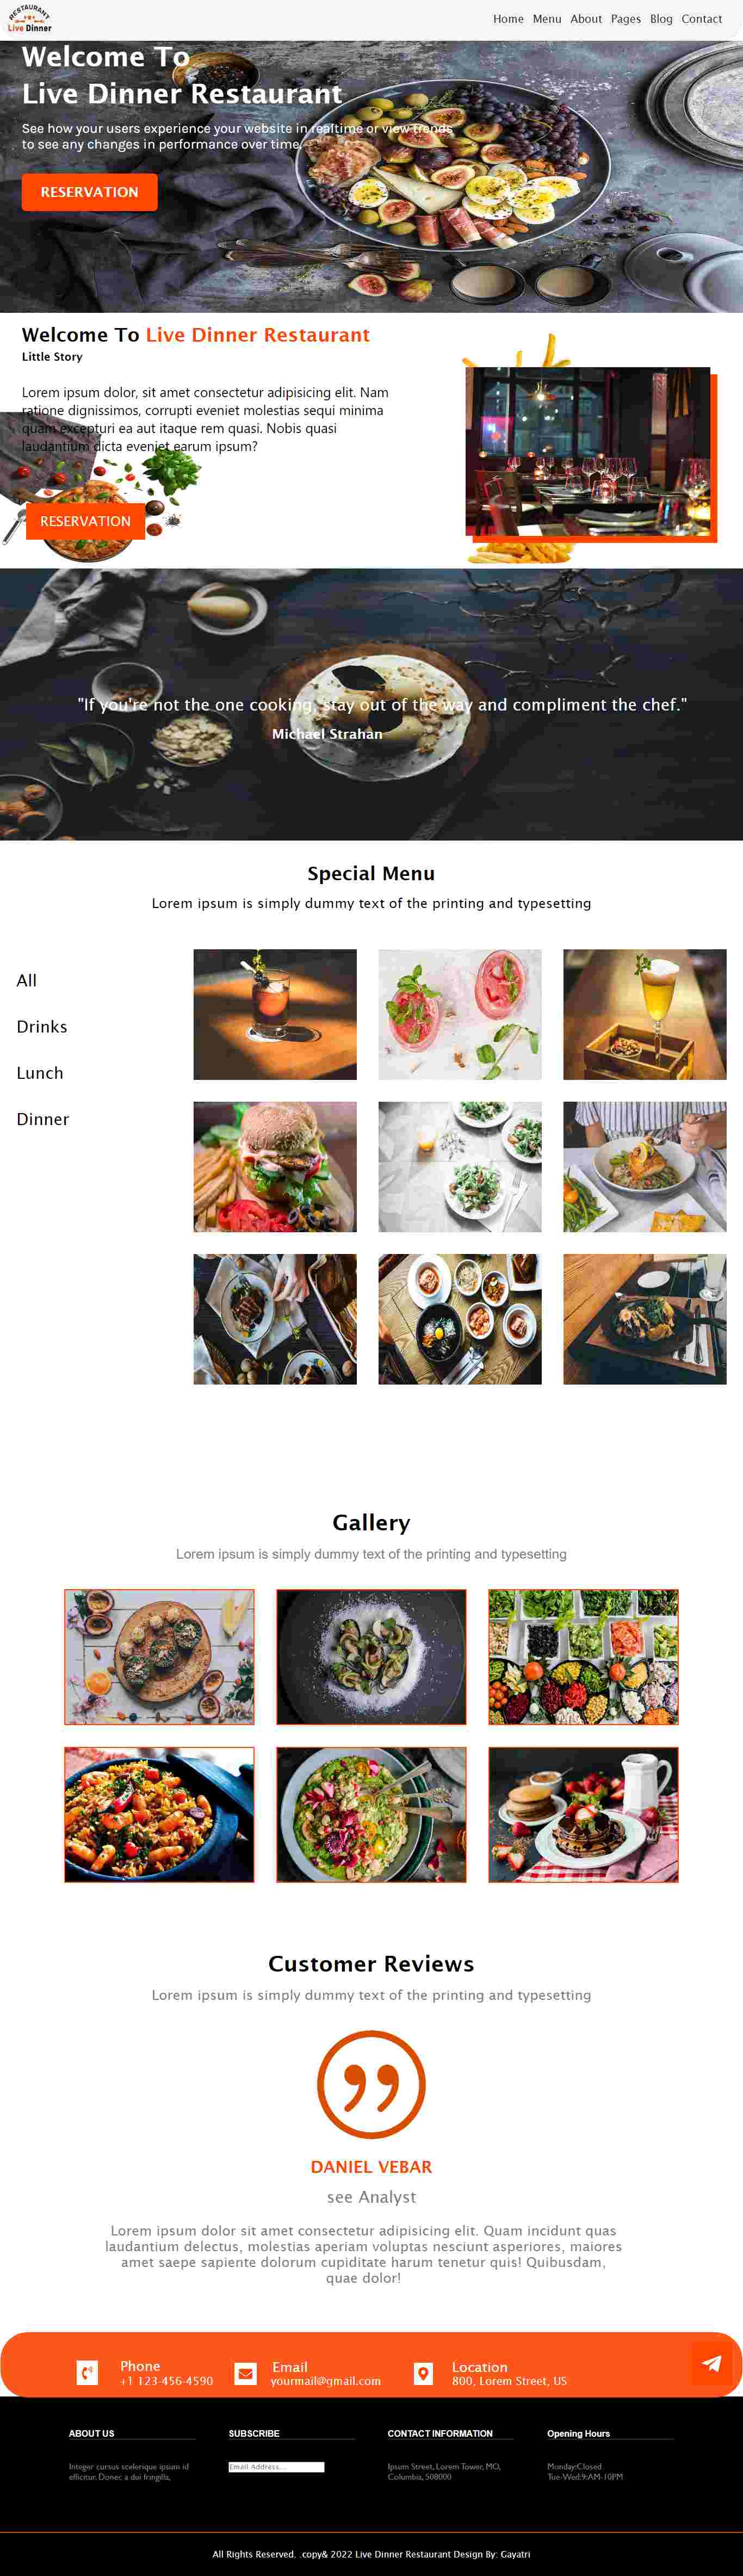 RESTAURANT
Live Dinner
Home Menu About Pages Blog Contact
Welcome To
Live Dinner Restaurant
See how your users experience your website in realtime or view trends
to see any changes in performance over time.
RESERVATION
Welcome To Live Dinner Restaurant
Little Story
Lorem ipsum dolor, sit amet consectetur adipisicing elit. Nam
ratione dignissimos, corrupti eveniet molestias sequi minima
quam excepturi ea aut itaque rem quasi. Nobis quasi
laudantium dicta eveniet earum ipsum?
RESERVATION
"If you're not the one cooking, stay out of the way and compliment the chef."
Michael Strahan
Special Menu
Lorem ipsum is simply dummy text of the printing and typesetting
All
Drinks
Lunch
Dinner
Gallery
Lorem ipsum is simply dummy text of the printing and typesetting
Customer Reviews
Lorem ipsum is simply dummy text of the printing and typesetting
DANIEL VEBAR
see Analyst
Lorem ipsum dolor sit amet consectetur adipisicing elit. Quam incidunt quas
laudantium delectus, molestias aperiam voluptas nesciunt asperiores, maiores
amet saepe sapiente dolorum cupiditate harum tenetur quis! Quibusdam,
quae dolor!
Phone
+1 123-456-4590
Email
yourmail@gmail.com
Location
800, Lorem Street, US
ABOUT US
Integer cursus scelerique ipsum id
efficitur. Donec a dui fringilla,
SUBSCRIBE
Email Address...
CONTACT INFORMATION
Ipsum Street, Lorem Tower, MO,
Columbia, 508000
Opening Hours
Monday:Closed
Tue-Wed:9:AM-10PM
All Rights Reserved. .copy& 2022 Live Dinner Restaurant Design By: Gayatri